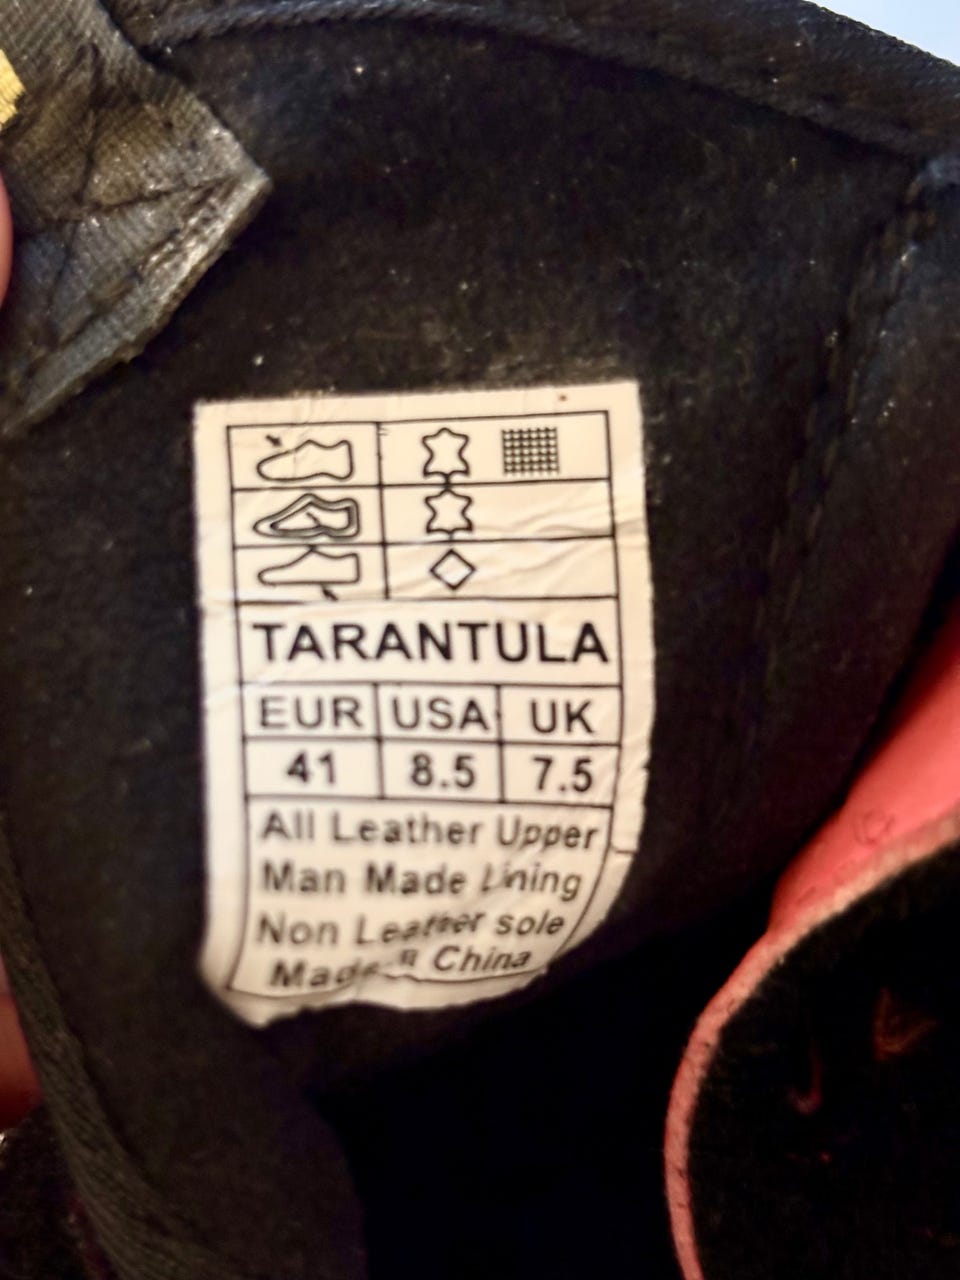 TARANTULA
EUR USA UK
41 8.5 7.5
All Leather Upper
Man Made Lining
Non Leather sole
Made in China